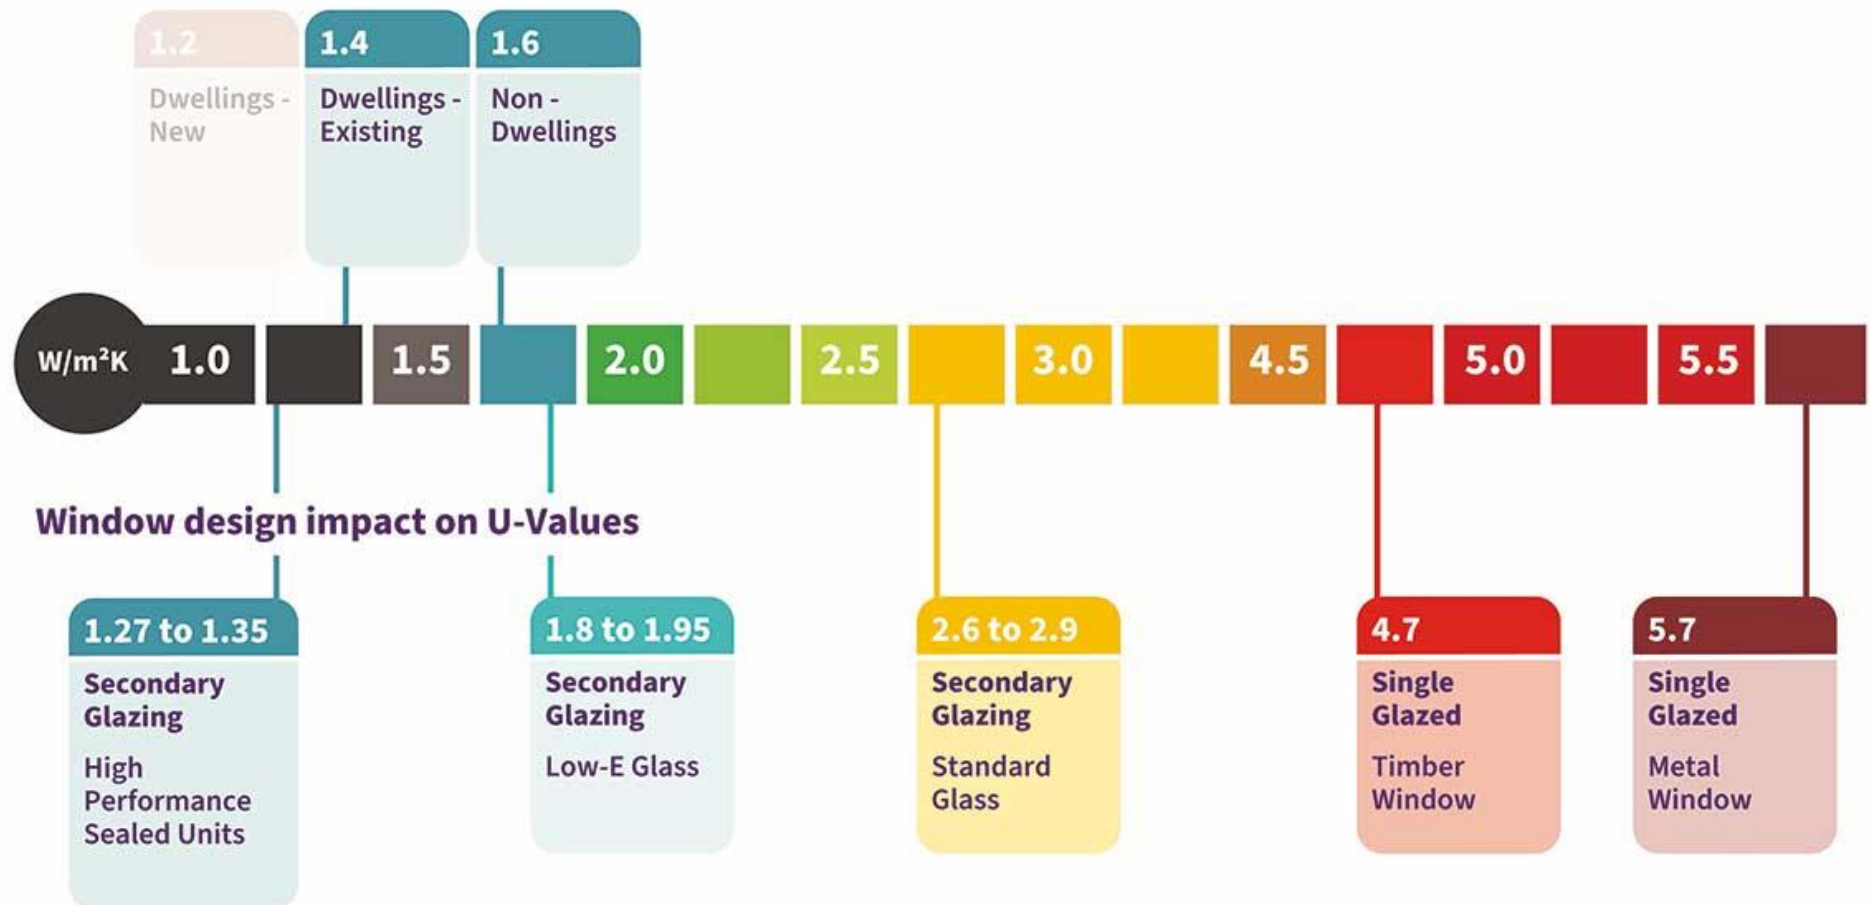 1.2
Dwellings -
New
1.4
Dwellings -
Existing
1.6
Non -
Dwellings
W/m²K 1.0 1.5 2.0 2.5 3.0 4.5 5.0 5.5
Window design impact on U-Values
1.27 to 1.35
Secondary
Glazing
High
Performance
Sealed Units
1.8 to 1.95
Secondary
Glazing
Low-E Glass
2.6 to 2.9
Secondary
Glazing
Standard
Glass
4.7
Single
Glazed
Timber
Window
5.7
Single
Glazed
Metal
Window